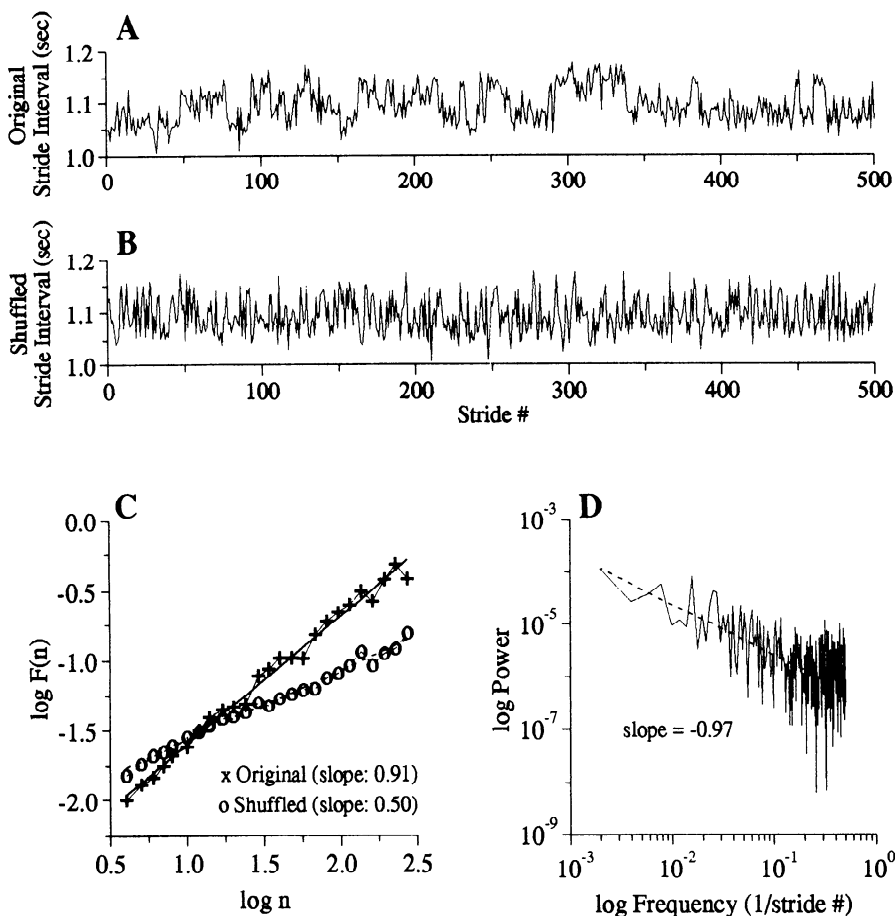 A
Original
Stride Interval (sec)
1.2
1.1
1.0
0
100
200
300
400
500
B
Shuffled
Stride Interval (sec)
1.2
1.1
1.0
0
100
200
300
400
500
Stride #
C
log F(n)
0.0
-0.5
-1.0
-1.5
-2.0
x Original (slope: 0.91)
o Shuffled (slope: 0.50)
0.5
1.0
1.5
2.0
2.5
log n
D
log Power
10⁻³
10⁻⁵
10⁻⁷
10⁻⁹
slope = -0.97
10⁻³
10⁻²
10⁻¹
10⁰
log Frequency (1/stride #)